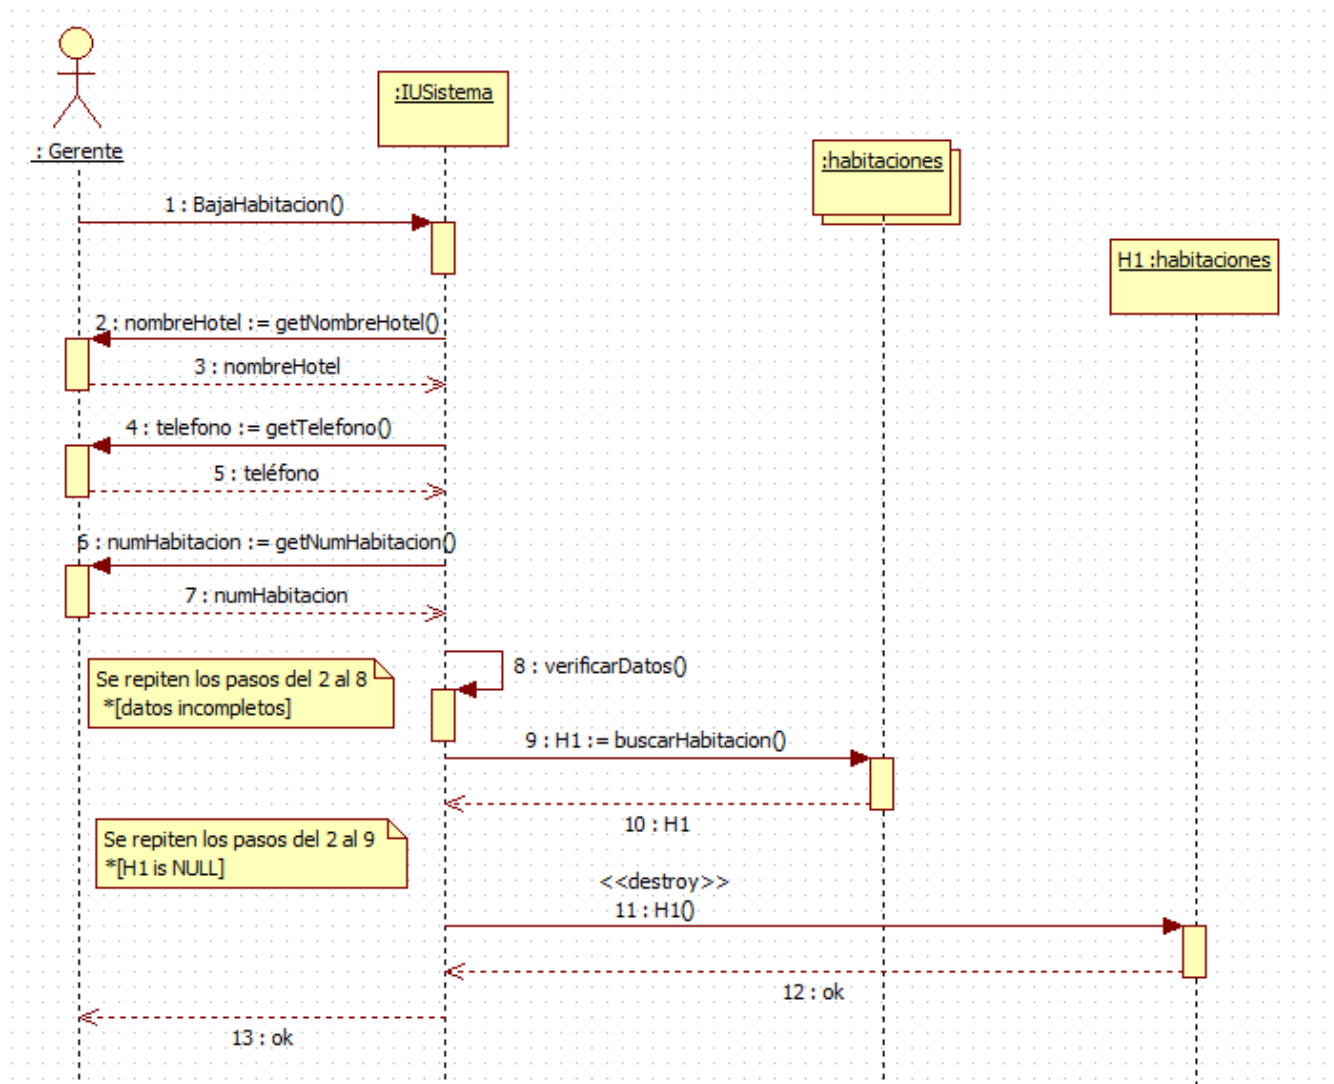 :IUSistema
: Gerente
:habitaciones
H1 :habitaciones
1 : BajaHabitacion()
2 : nombreHotel := getNombreHotel()
3 : nombreHotel
4 : telefono := getTelefono()
5 : teléfono
6 : numHabitacion := getNumHabitacion()
7 : numHabitacion
8 : verificarDatos()
Se repiten los pasos del 2 al 8
*[datos incompletos]
9 : H1 := buscarHabitacion()
10 : H1
Se repiten los pasos del 2 al 9
*[H1 is NULL]
<<destroy>>
11 : H1()
12 : ok
13 : ok